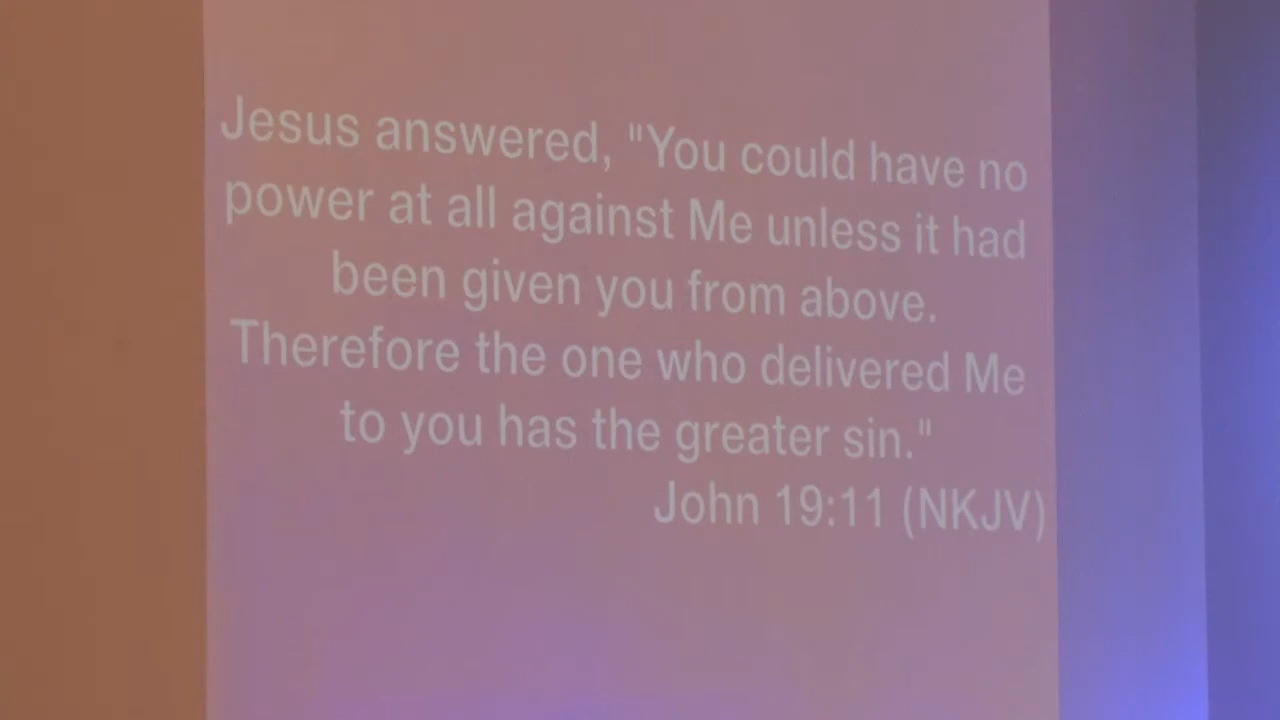 Jesus answered, "You could have no
power at all against Me unless it had
been given you from above.
Therefore the one who delivered Me
to you has the greater sin."
John 19:11 (NKJV)